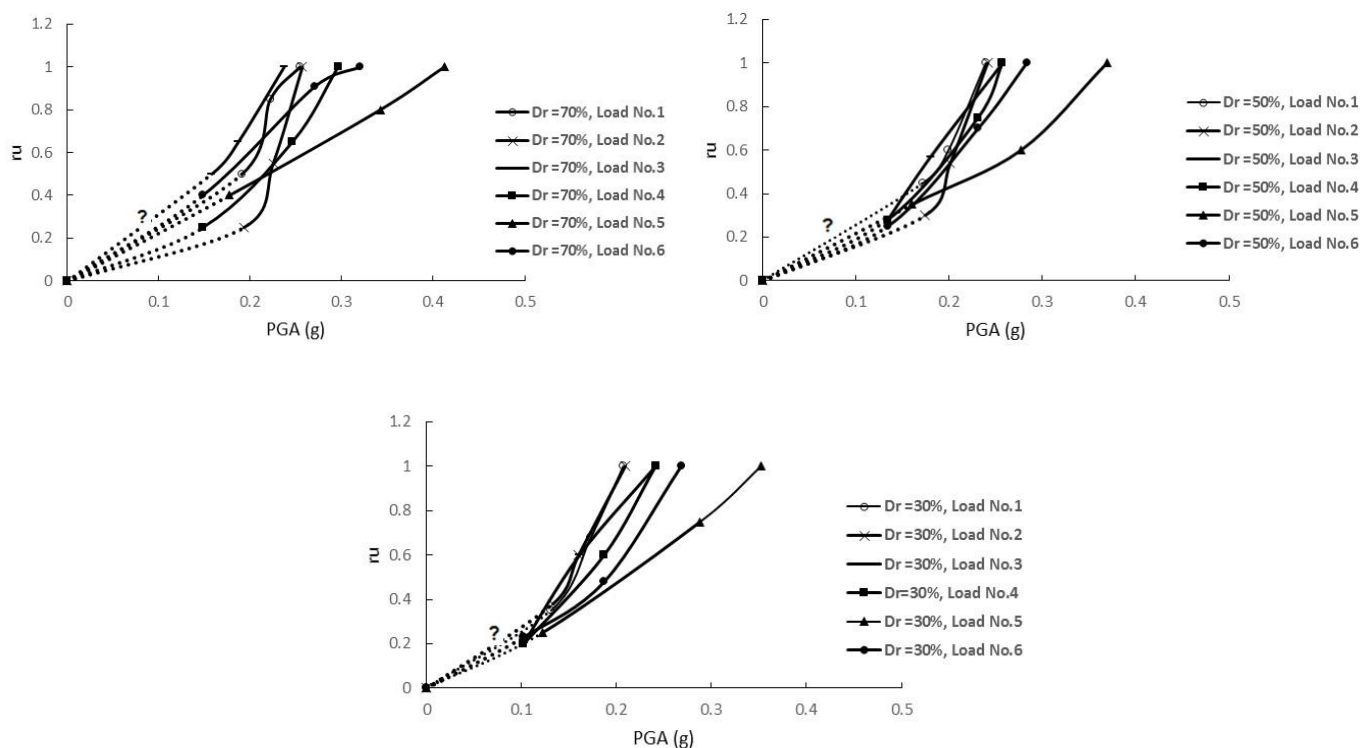 1.2
1
0.8
0.6
0.4
0.2
0
ru
?
0 0.1 0.2 0.3 0.4 0.5
PGA (g)
Dr =70%, Load No.1
Dr =70%, Load No.2
Dr =70%, Load No.3
Dr =70%, Load No.4
Dr =70%, Load No.5
Dr =70%, Load No.6
1.2
1
0.8
0.6
0.4
0.2
0
ru
?
0 0.1 0.2 0.3 0.4 0.5
PGA (g)
Dr =50%, Load No.1
Dr =50%, Load No.2
Dr =50%, Load No.3
Dr =50%, Load No.4
Dr =50%, Load No.5
Dr =50%, Load No.6
1.2
1
0.8
0.6
0.4
0.2
0
ru
?
0 0.1 0.2 0.3 0.4 0.5
PGA (g)
Dr =30%, Load No.1
Dr =30%, Load No.2
Dr =30%, Load No.3
Dr=30%, Load No.4
Dr =30%, Load No.5
Dr =30%, Load No.6